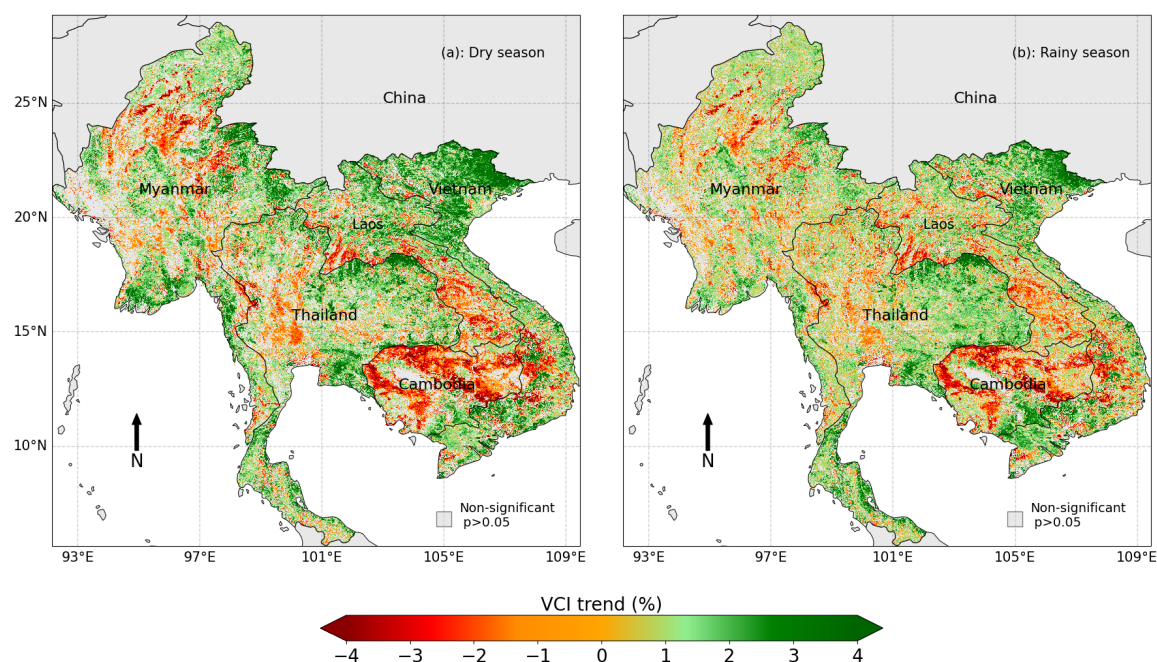 (a): Dry season
(b): Rainy season
China
China
25°N
Myanmar
Vietnam
Myanmar
Vietnam
20°N
Laos
Laos
15°N
Thailand
Thailand
Cambodia
Cambodia
10°N
N
N
Non-significant
p>0.05
Non-significant
p>0.05
93°E 97°E 101°E 105°E 109°E
93°E 97°E 101°E 105°E 109°E
VCI trend (%)
−4 −3 −2 −1 0 1 2 3 4